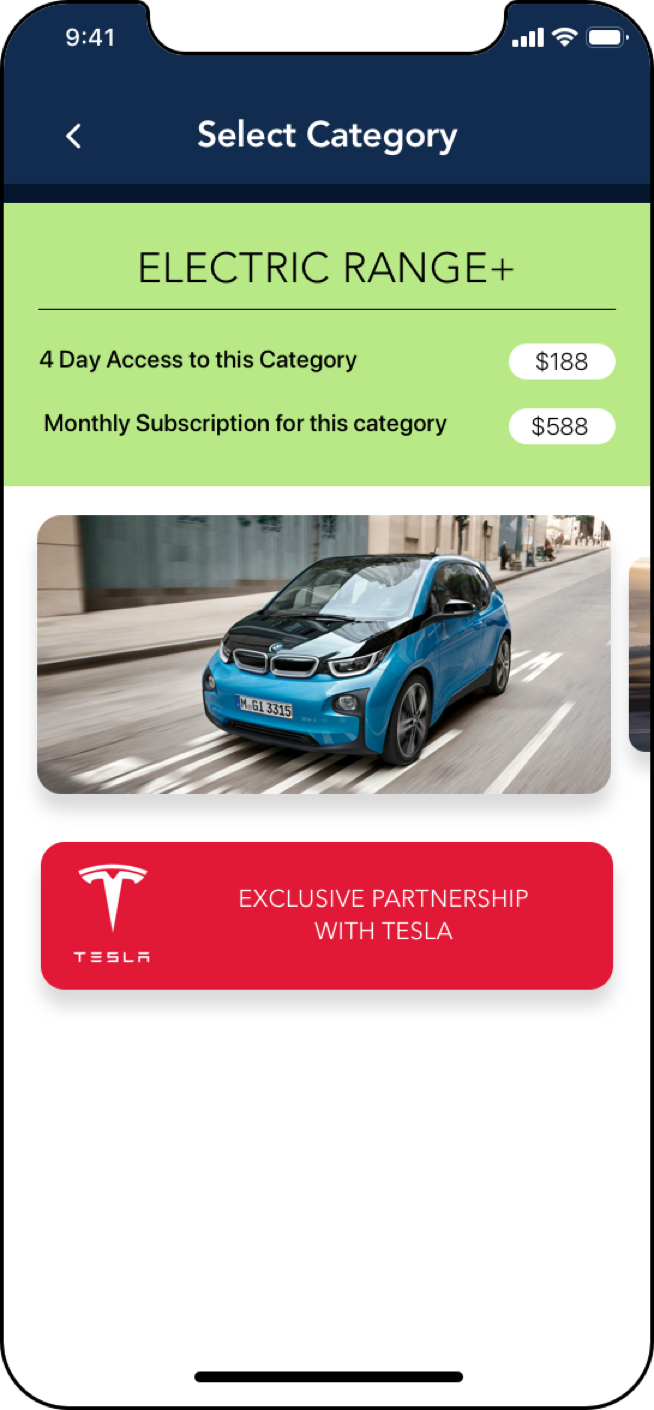 9:41
Select Category
ELECTRIC RANGE+
4 Day Access to this Category
$188
Monthly Subscription for this category
$588
M GI 3315
EXCLUSIVE PARTNERSHIP
WITH TESLA
TESLA